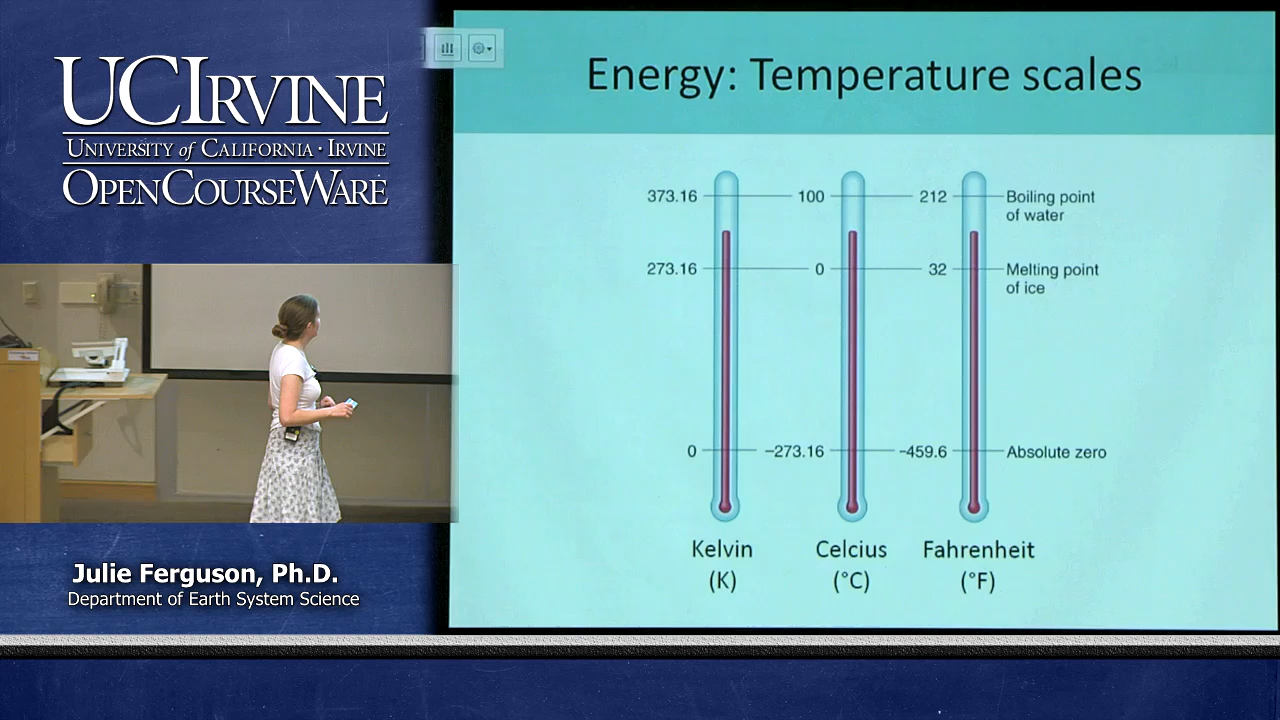 UCIRVINE
UNIVERSITY of CALIFORNIA · IRVINE
OPENCOURSEWARE
Energy: Temperature scales
373.16 100 212 Boiling point
of water
273.16 0 32 Melting point
of ice
0 −273.16 -459.6 Absolute zero
Kelvin Celcius Fahrenheit
(K) (°C) (°F)
Julie Ferguson, Ph.D.
Department of Earth System Science